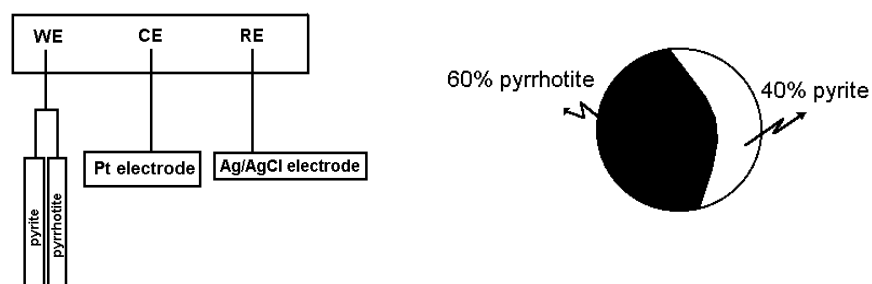 WE CE RE
Pt electrode
Ag/AgCl electrode
pyrite
pyrrhotite
60% pyrrhotite
40% pyrite